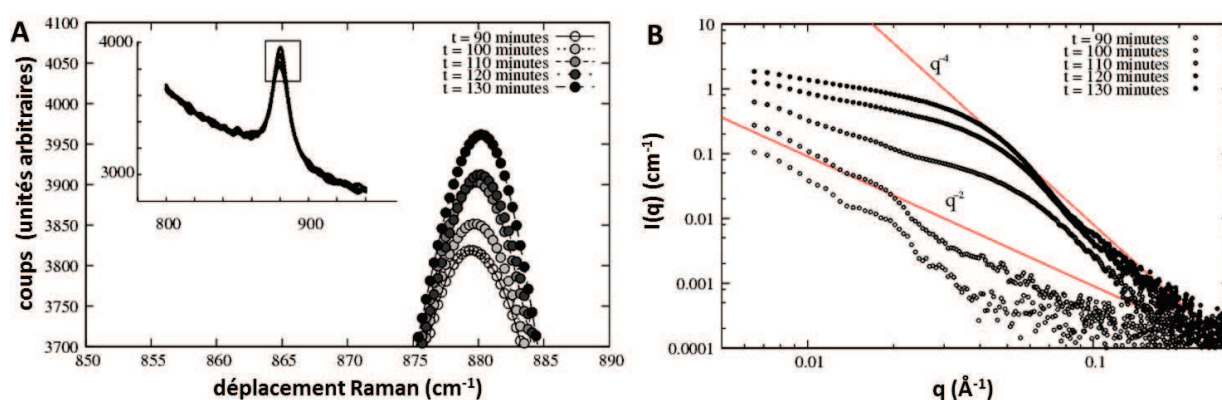 A
4100
4050
4000
3950
3900
3850
3800
3750
3700
coups (unités arbitraires)
t = 90 minutes
t = 100 minutes
t = 110 minutes
t = 120 minutes
t = 130 minutes
4000
3000
800 900
850 855 860 865 870 875 880 885 890
déplacement Raman (cm⁻¹)
B
10
1
0.1
0.01
0.001
0.0001
I(q) (cm⁻¹)
t = 90 minutes
t = 100 minutes
t = 110 minutes
t = 120 minutes
t = 130 minutes
q⁻⁴
q⁻²
0.01 0.1
q (Å⁻¹)